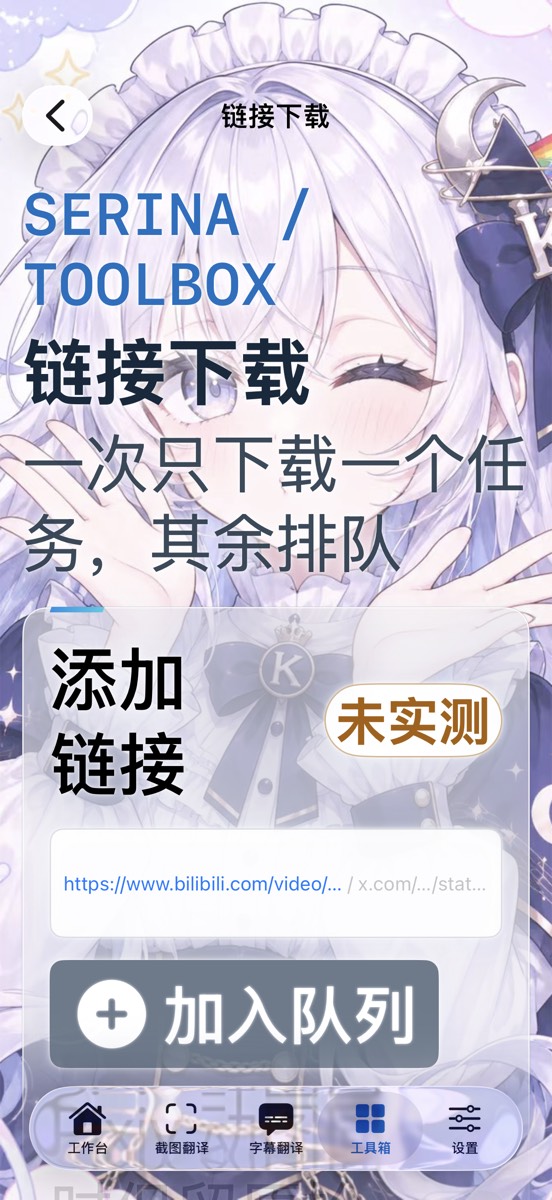 链接下载
SERINA /
TOOLBOX
链接下载
一次只下载一个任
务，其余排队
K
K
添加
链接
未实测
https://www.bilibili.com/video/... / x.com/.../stat...
加入队列
工作台
截图翻译
字幕翻译
工具箱
设置